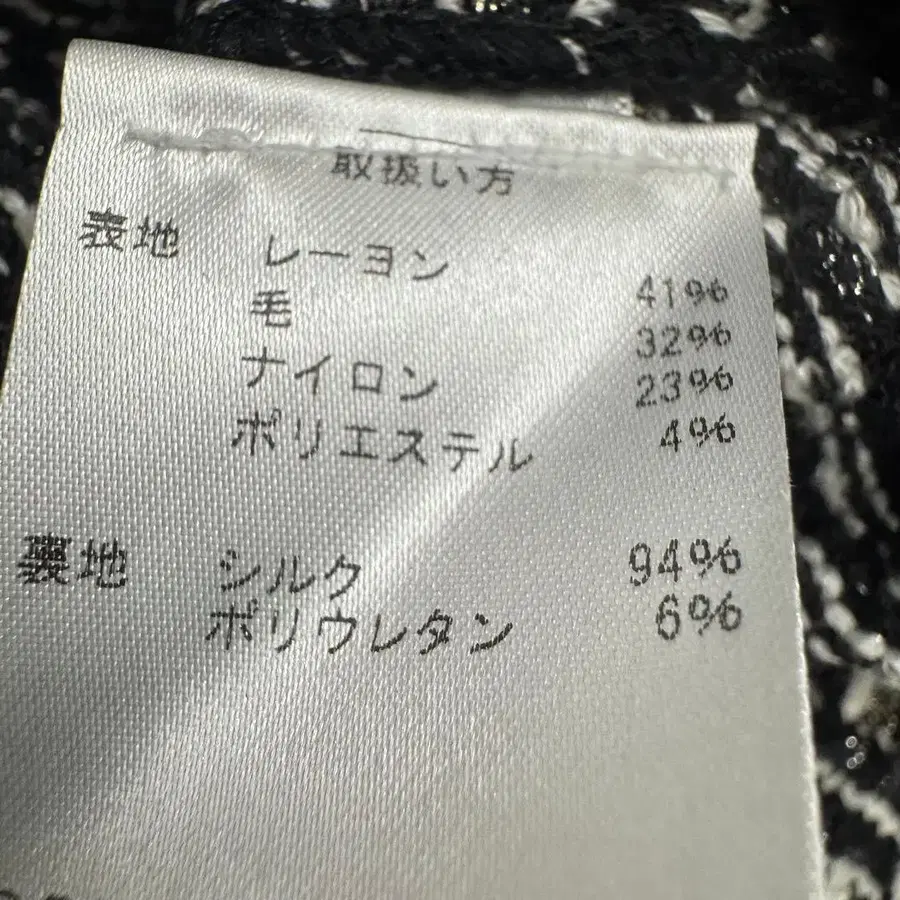 取扱い方
表地 レーヨン 41%
毛 32%
ナイロン 23%
ポリエステル 4%
裏地 シルク 94%
ポリウレタン 6%